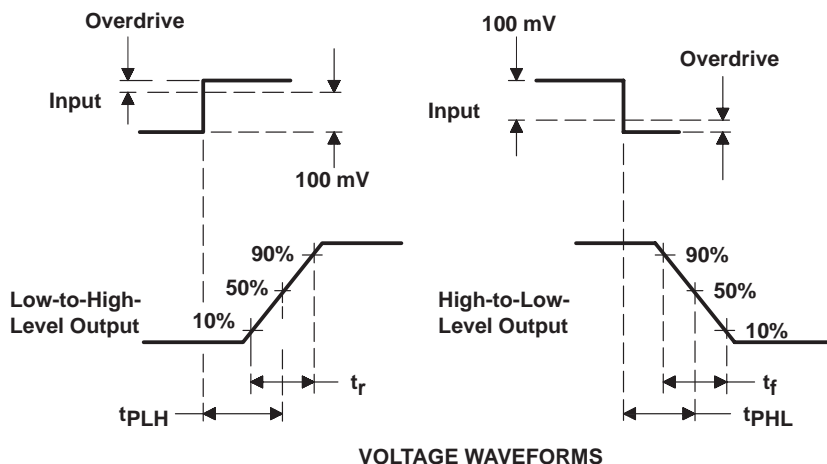 Overdrive
Input
100 mV
100 mV
Overdrive
Input
Low-to-High-
Level Output
90%
50%
10%
tr
tPLH
High-to-Low-
Level Output
90%
50%
10%
tf
tPHL
VOLTAGE WAVEFORMS